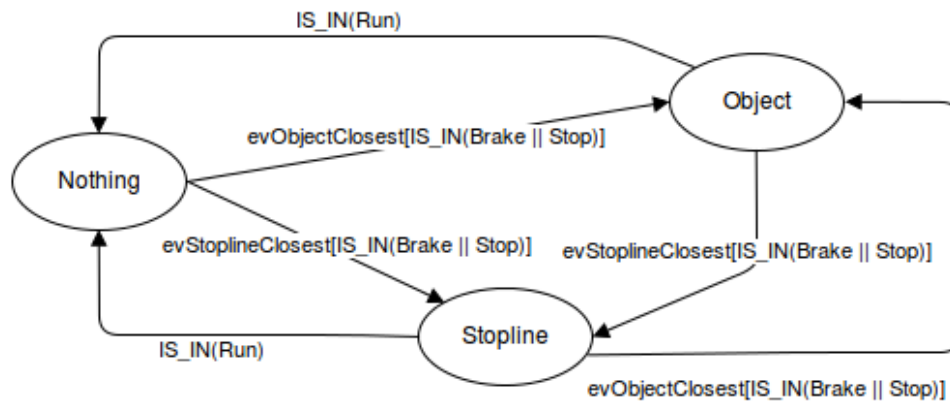 IS_IN(Run)
Object
evObjectClosest[IS_IN(Brake || Stop)]
Nothing
evStoplineClosest[IS_IN(Brake || Stop)]
evStoplineClosest[IS_IN(Brake || Stop)]
Stopline
IS_IN(Run)
evObjectClosest[IS_IN(Brake || Stop)]